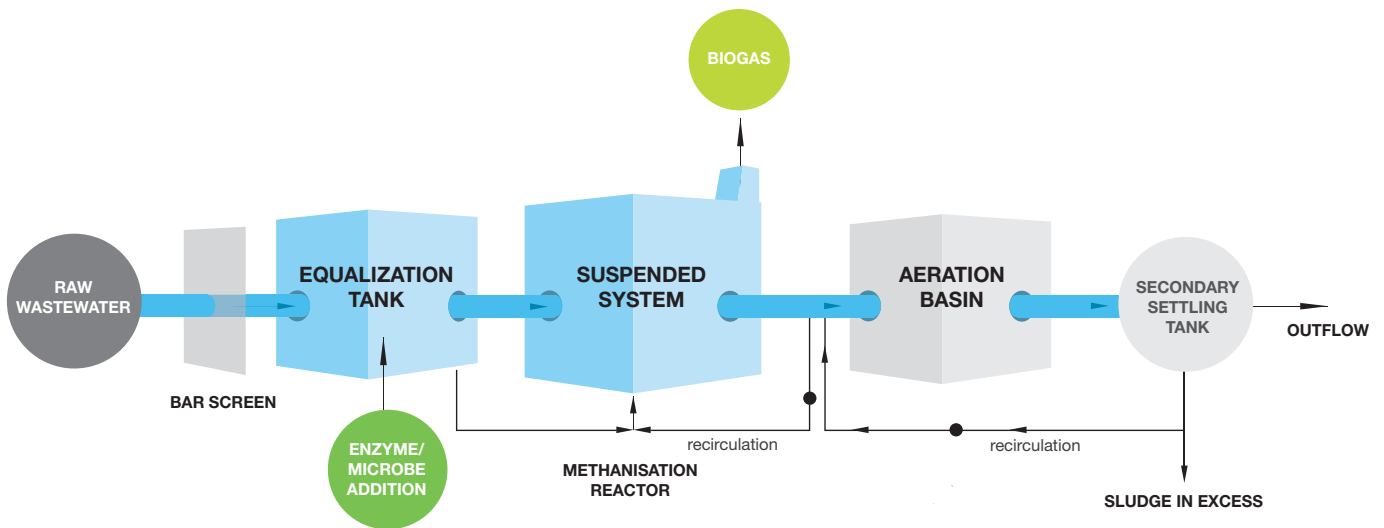 BIOGAS
RAW
WASTEWATER
EQUALIZATION
TANK
SUSPENDED
SYSTEM
AERATION
BASIN
SECONDARY
SETTLING
TANK
OUTFLOW
BAR SCREEN
ENZYME/
MICROBE
ADDITION
recirculation
recirculation
METHANISATION
REACTOR
SLUDGE IN EXCESS